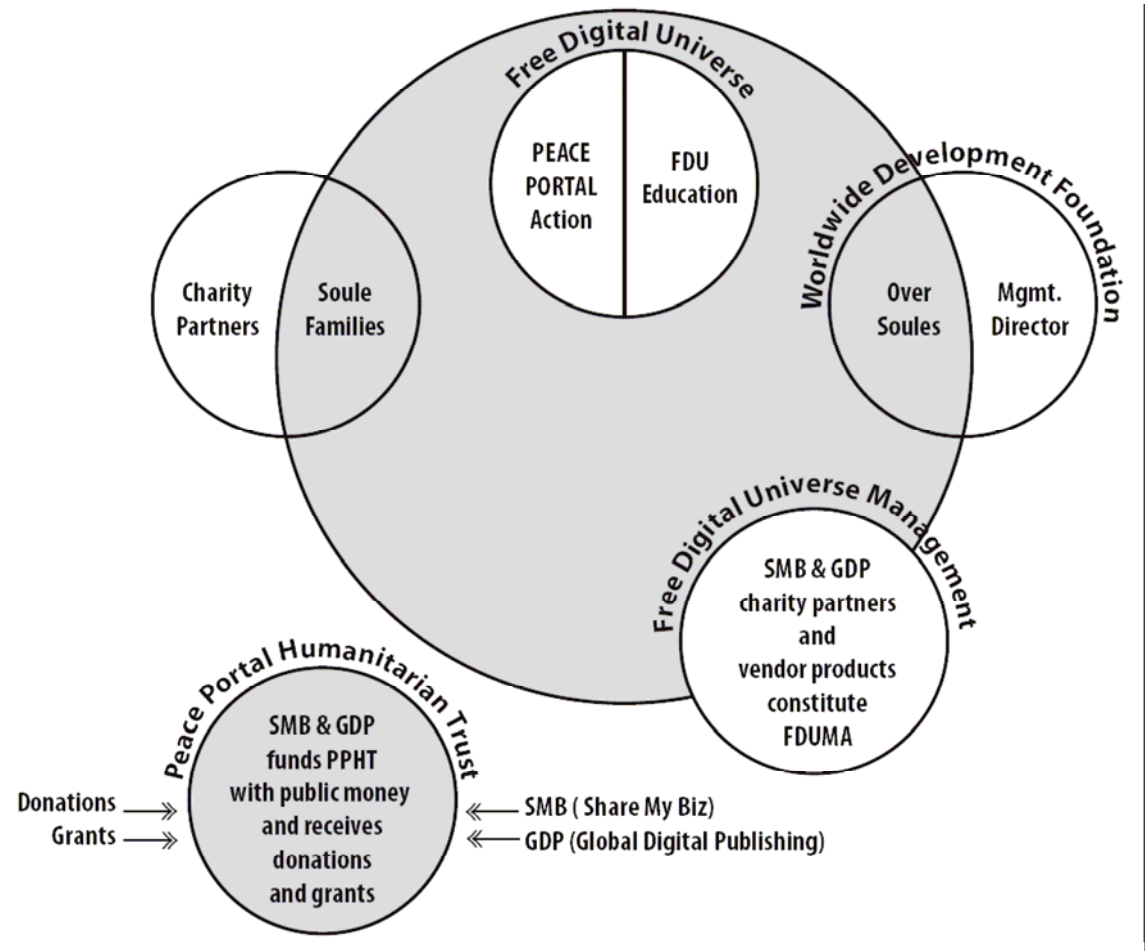 Free Digital Universe
PEACE
PORTAL
Action
FDU
Education
Worldwide Development Foundation
Charity
Partners
Soule
Families
Over
Soules
Mgmt.
Director
Free Digital Universe Management
SMB & GDP
charity partners
and
vendor products
constitute
FDUMA
Peace Portal Humanitarian Trust
SMB & GDP
funds PPHT
with public money
and receives
donations
and grants
Donations
Grants
SMB ( Share My Biz)
GDP (Global Digital Publishing)